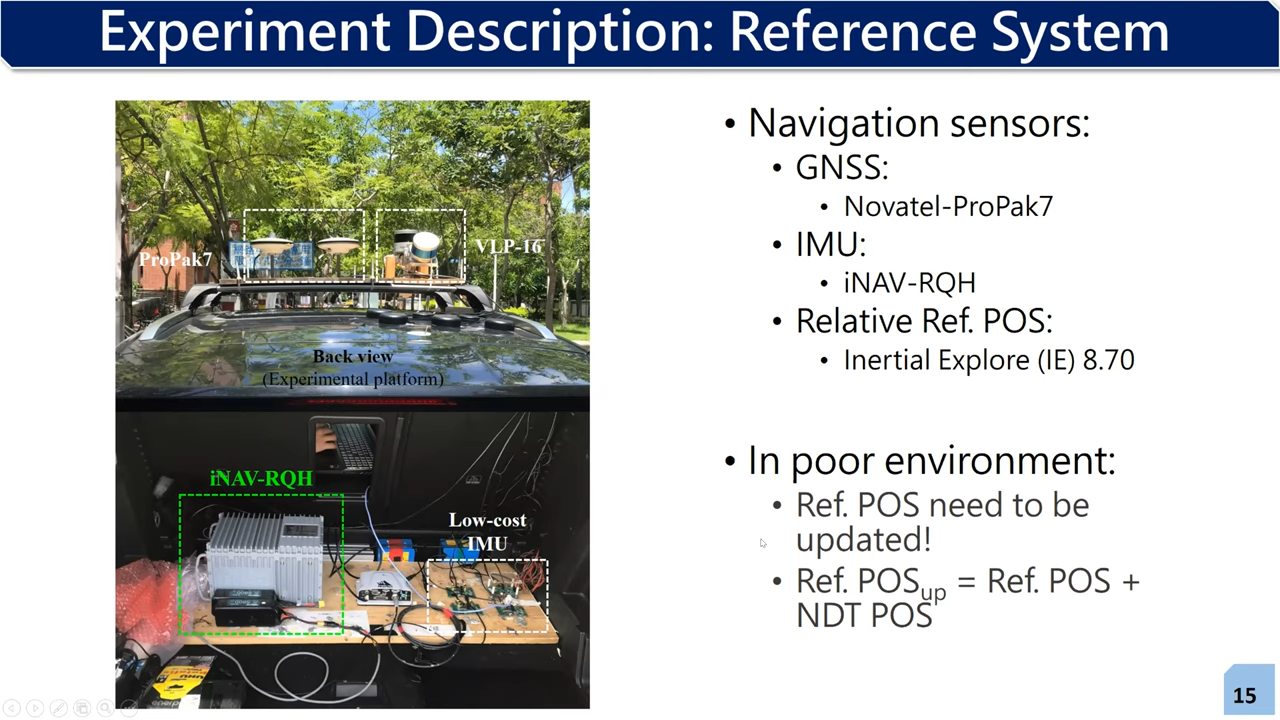 Experiment Description: Reference System
ProPak7
VLP-16
Back view
(Experimental platform)
iNAV-RQH
Low-cost
IMU
• Navigation sensors:
• GNSS:
• Novatel-ProPak7
• IMU:
• iNAV-RQH
• Relative Ref. POS:
• Inertial Explore (IE) 8.70
• In poor environment:
• Ref. POS need to be
updated!
• Ref. POSup = Ref. POS +
NDT POS
15